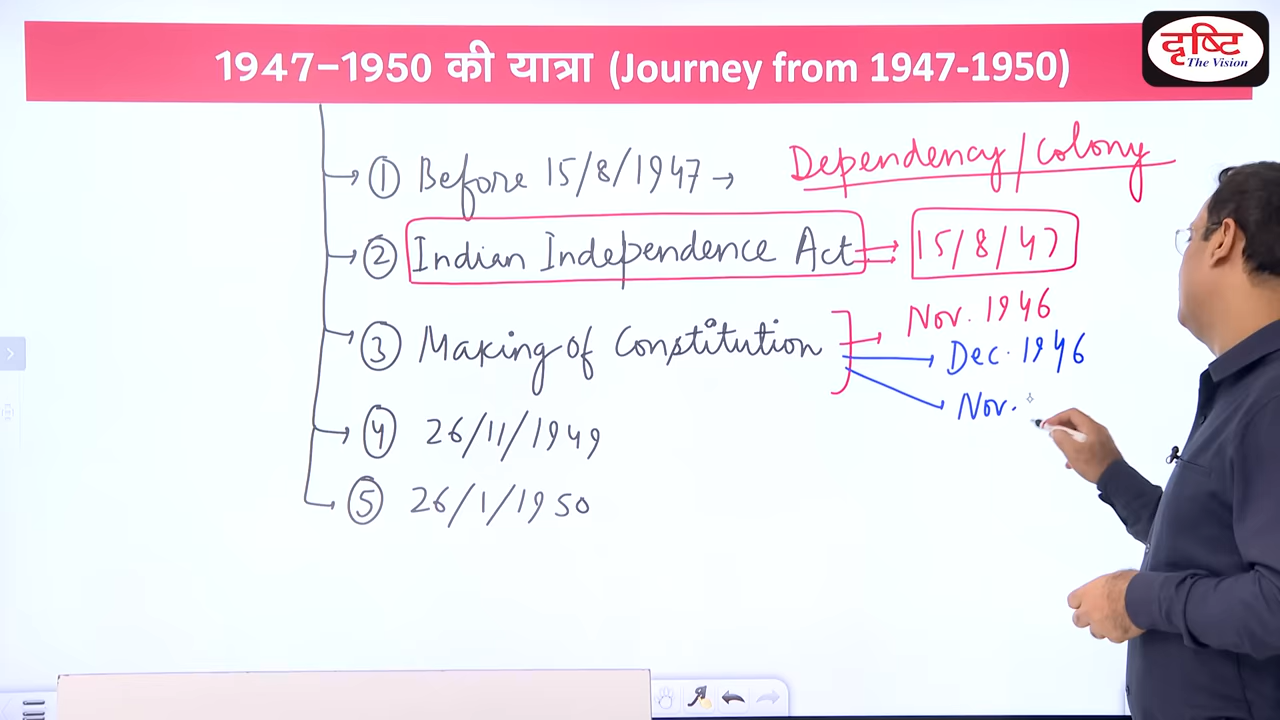 1947–1950 की यात्रा (Journey from 1947-1950)
दृष्टि
The Vision
① Before 15/8/1947 → Dependency/Colony
② Indian Independence Act → 15/8/47
③ Making of Constitution → Nov. 1946
Dec. 1946
Nov.
④ 26/11/1949
⑤ 26/1/1950